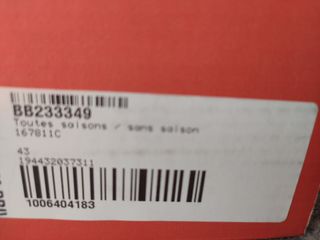 BB233349
Toutes saisons / sans saison
167811C
43
194432037311
1006404183